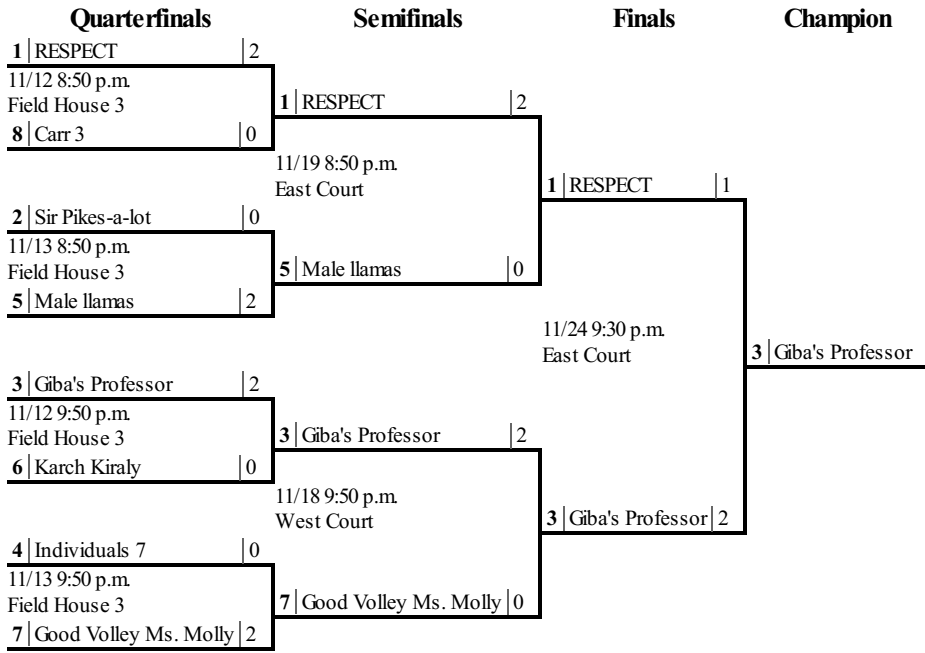 Quarterfinals Semifinals Finals Champion
1 RESPECT 2
11/12 8:50 p.m.
Field House 3
8 Carr 3 0
2 Sir Pikes-a-lot 0
11/13 8:50 p.m.
Field House 3
5 Male llamas 2
3 Giba's Professor 2
11/12 9:50 p.m.
Field House 3
6 Karch Kiraly 0
4 Individuals 7 0
11/13 9:50 p.m.
Field House 3
7 Good Volley Ms. Molly 2
1 RESPECT 2
11/19 8:50 p.m.
East Court
5 Male llamas 0
3 Giba's Professor 2
11/18 9:50 p.m.
West Court
7 Good Volley Ms. Molly 0
1 RESPECT 1
11/24 9:30 p.m.
East Court
3 Giba's Professor 2
3 Giba's Professor